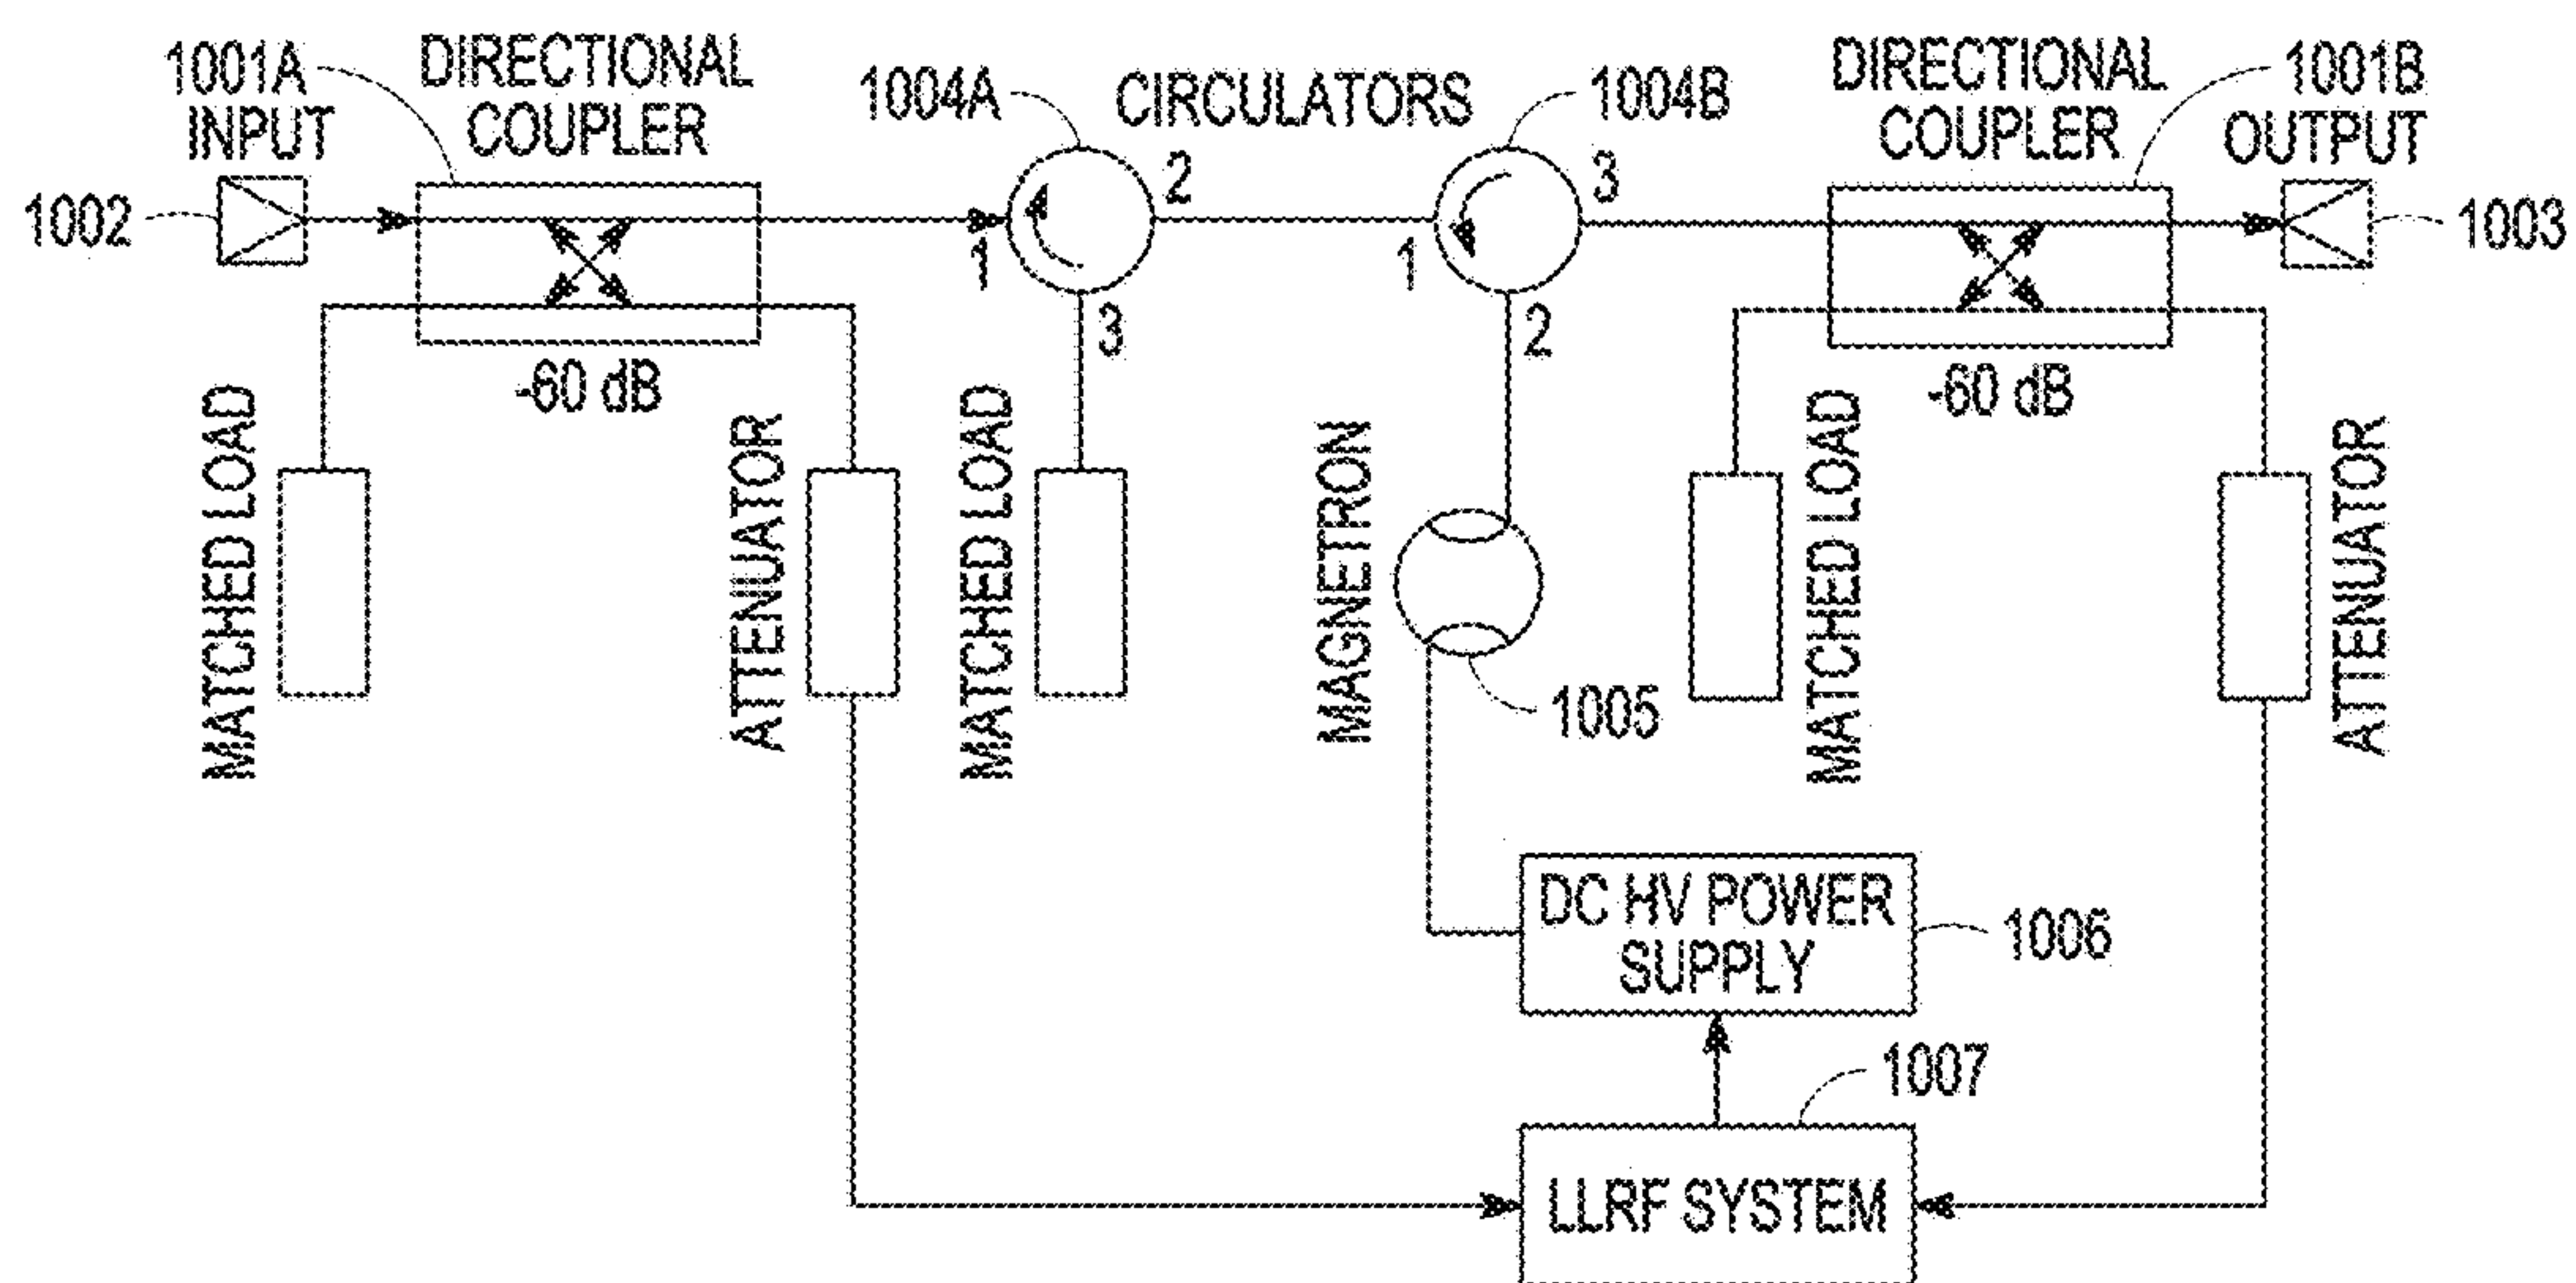 1001A
INPUT
DIRECTIONAL
COUPLER
1004A
CIRCULATORS
1004B
DIRECTIONAL
COUPLER
1001B
OUTPUT
1002
1
2
3
1
3
2
1003
-60 dB
-60 dB
MATCHED LOAD
ATTENUATOR
MATCHED LOAD
MAGNETRON
1005
MATCHED LOAD
ATTENUATOR
DC HV POWER
SUPPLY
1006
1007
LLRF SYSTEM